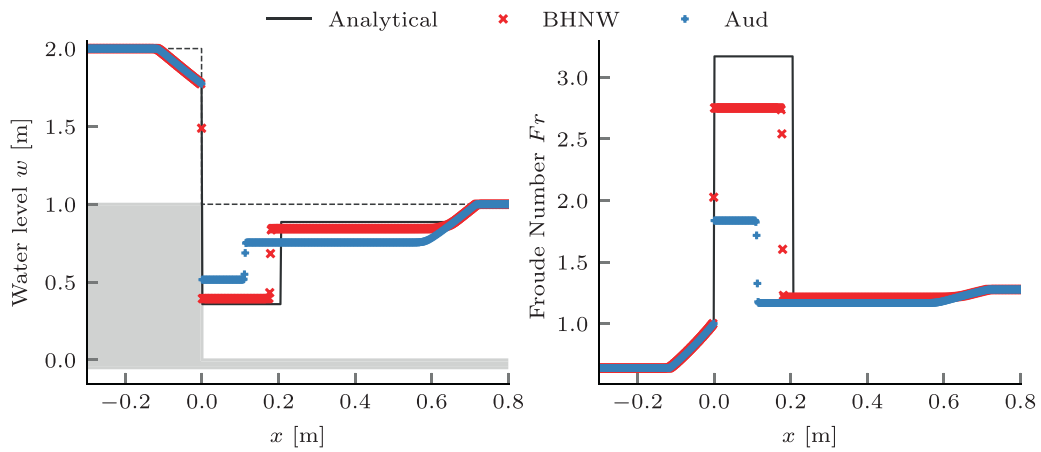 Analytical BHNW Aud
Water level w [m]
2.0
1.5
1.0
0.5
0.0
−0.2 0.0 0.2 0.4 0.6 0.8
x [m]
Froude Number Fr
3.0
2.5
2.0
1.5
1.0
−0.2 0.0 0.2 0.4 0.6 0.8
x [m]